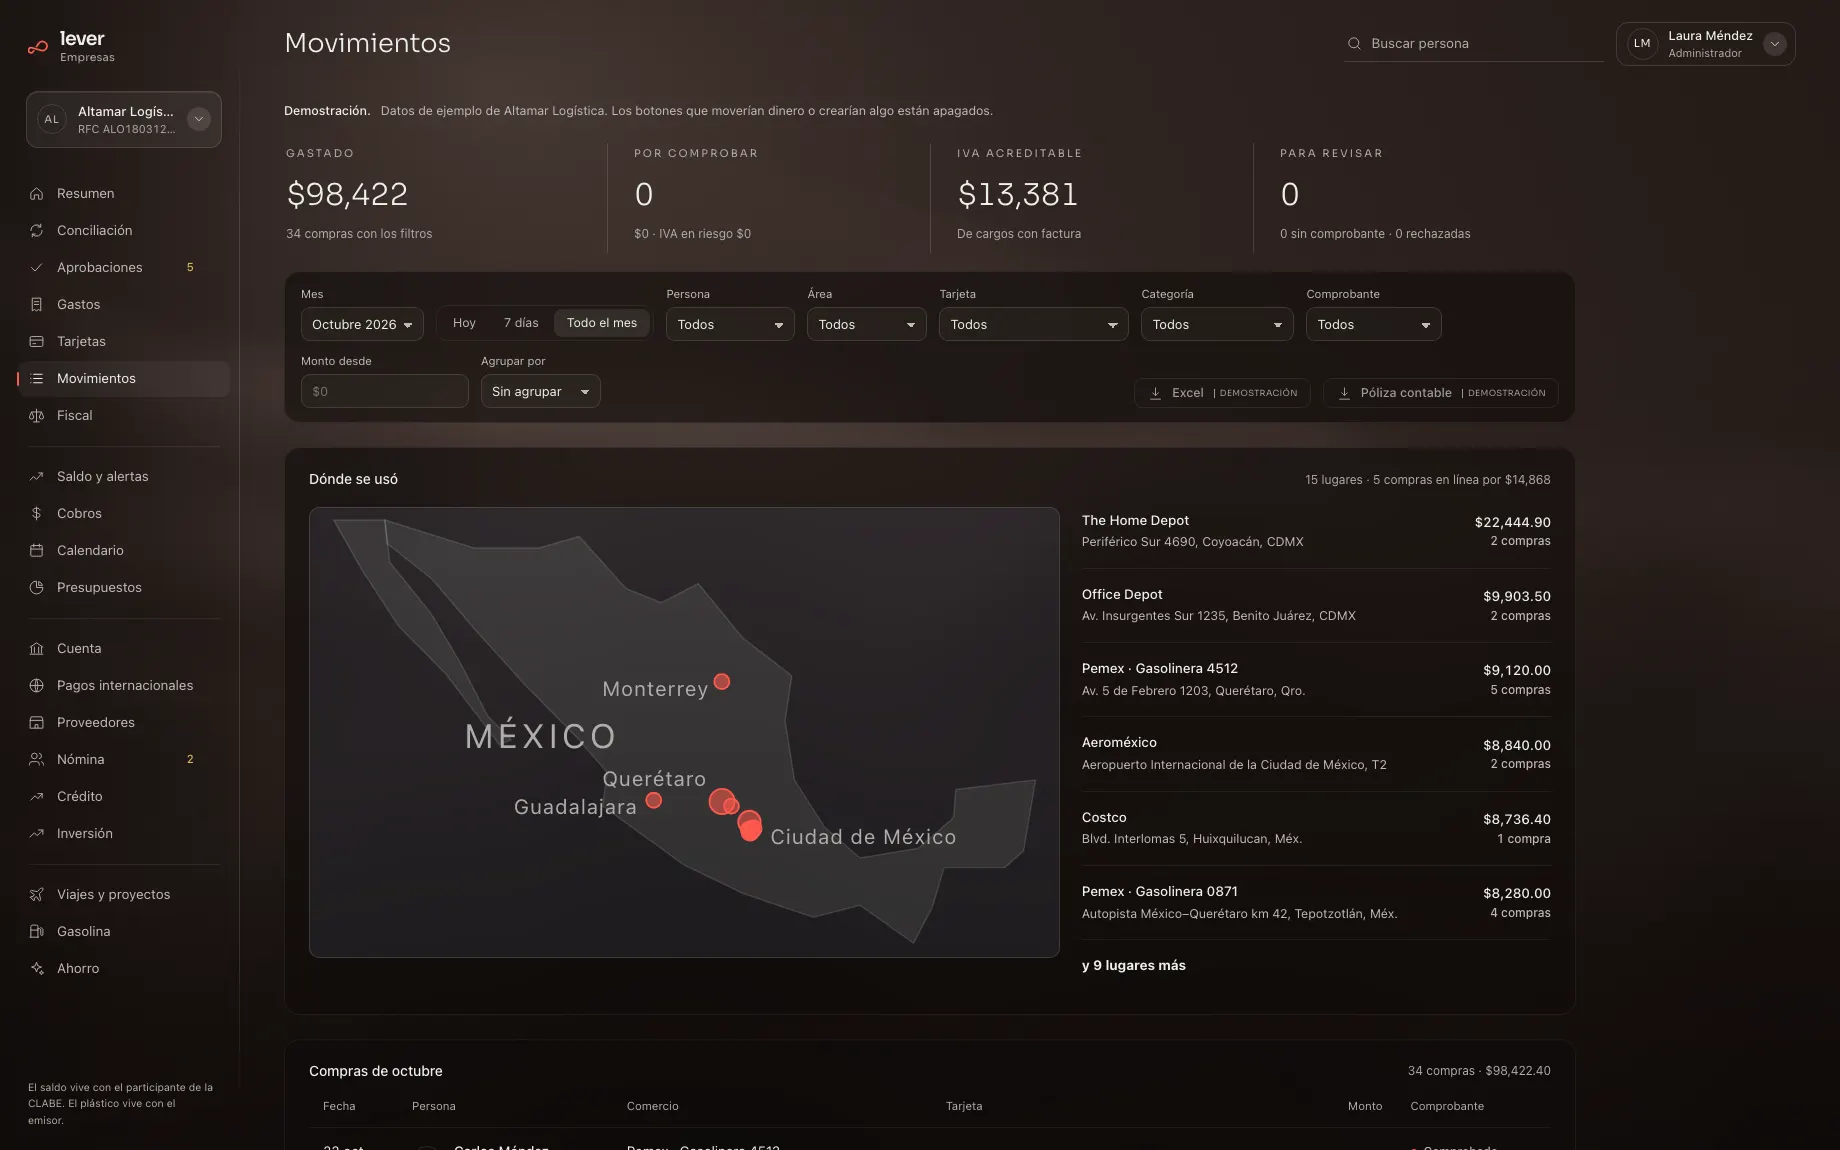 lever
Empresas
Movimientos
Buscar persona
LM
Laura Méndez
Administrador
AL
Altamar Logís...
RFC ALO180312...
Demostración. Datos de ejemplo de Altamar Logística. Los botones que moverían dinero o crearían algo están apagados.
GASTADO
$98,422
34 compras con los filtros
POR COMPROBAR
0
$0 · IVA en riesgo $0
IVA ACREDITABLE
$13,381
De cargos con factura
PARA REVISAR
0
0 sin comprobante · 0 rechazadas
Resumen
Conciliación
Aprobaciones 5
Gastos
Tarjetas
Movimientos
Fiscal
Saldo y alertas
Cobros
Calendario
Presupuestos
Cuenta
Pagos internacionales
Proveedores
Nómina 2
Crédito
Inversión
Viajes y proyectos
Gasolina
Ahorro
El saldo vive con el participante de la
CLABE. El plástico vive con el
emisor.
Mes
Octubre 2026
Hoy
7 días
Todo el mes
Persona
Todos
Área
Todos
Tarjeta
Todos
Categoría
Todos
Comprobante
Todos
Monto desde
$0
Agrupar por
Sin agrupar
Excel | DEMOSTRACIÓN
Póliza contable | DEMOSTRACIÓN
Dónde se usó
15 lugares · 5 compras en línea por $14,868
Monterrey
MÉXICO
Querétaro
Guadalajara
Ciudad de México
The Home Depot
$22,444.90
Periférico Sur 4690, Coyoacán, CDMX
2 compras
Office Depot
$9,903.50
Av. Insurgentes Sur 1235, Benito Juárez, CDMX
2 compras
Pemex · Gasolinera 4512
$9,120.00
Av. 5 de Febrero 1203, Querétaro, Qro.
5 compras
Aeroméxico
$8,840.00
Aeropuerto Internacional de la Ciudad de México, T2
2 compras
Costco
$8,736.40
Blvd. Interlomas 5, Huixquilucan, Méx.
1 compra
Pemex · Gasolinera 0871
$8,280.00
Autopista México–Querétaro km 42, Tepotzotlán, Méx.
4 compras
y 9 lugares más
Compras de octubre
34 compras · $98,422.40
Fecha Persona Comercio Tarjeta Monto Comprobante
Carlos Méndez Pemex · Gasolinera 4512 Comprobado